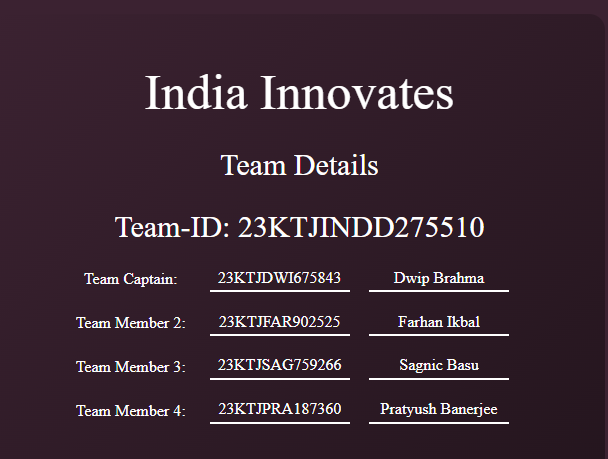 India Innovates
Team Details
Team-ID: 23KTJINDD275510
Team Captain: 23KTJDWI675843 Dwip Brahma
Team Member 2: 23KTJFAR902525 Farhan Ikbal
Team Member 3: 23KTJSAG759266 Sagnic Basu
Team Member 4: 23KTJPRA187360 Pratyush Banerjee